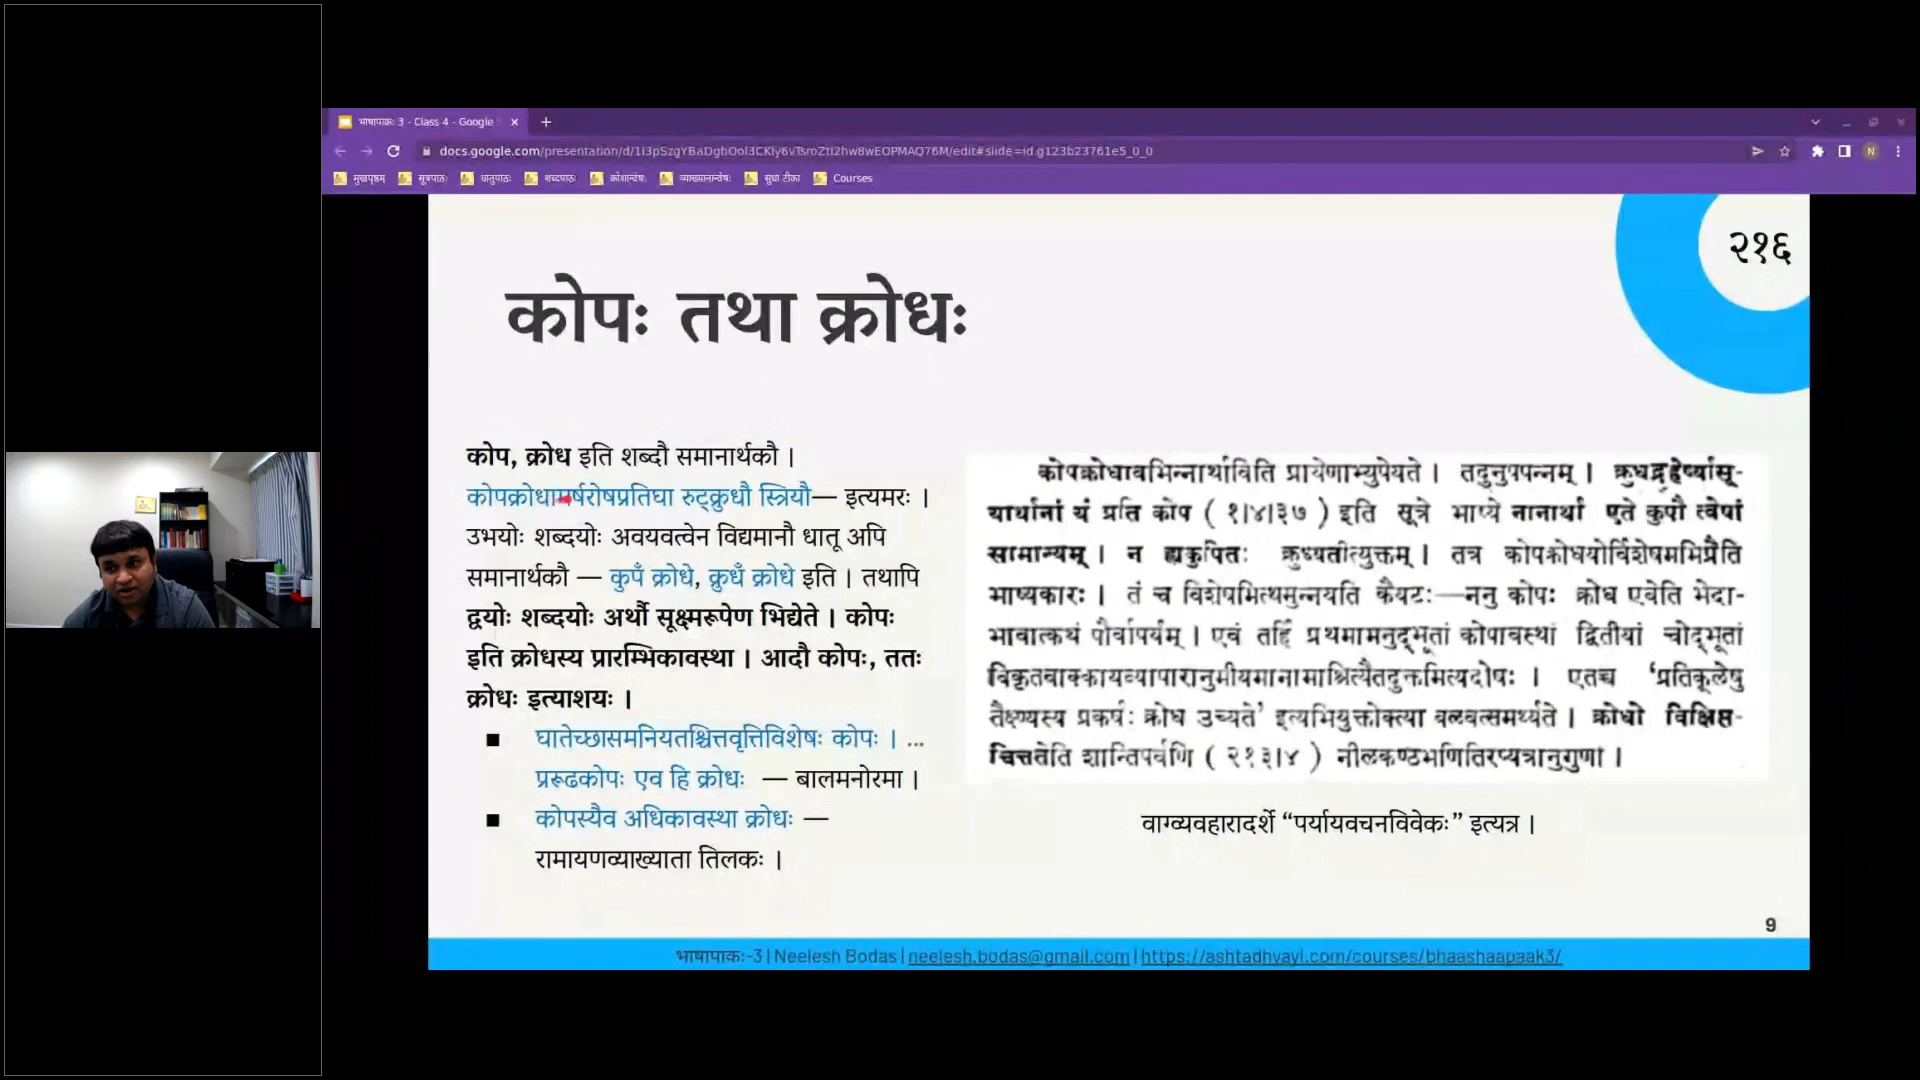 भाषापाकः 3 - Class 4 - Google
docs.google.com/presentation/d/1I3pSzgYBaDgbOol3CKly6vTsroZtI2hw8wEOPMAQ76M/edit#slide=id.g123b23761e5_0_0
मुखपृष्ठम् सूत्रपाठः धातुपाठः शब्दपाठः कोशान्वेषः व्याख्यानान्वेषः सुधा टीका Courses
N
२१६
कोपः तथा क्रोधः
कोप, क्रोध इति शब्दौ समानार्थकौ ।
कोपक्रोधामर्षरोषप्रतिघा रुट्क्रुधौ स्त्रियौ— इत्यमरः ।
उभयोः शब्दयोः अवयवत्वेन विद्यमानौ धातू अपि
समानार्थकौ — कुपँ क्रोधे, क्रुधँ क्रोधे इति । तथापि
द्वयोः शब्दयोः अर्थौ सूक्ष्मरूपेण भिद्येते । कोपः
इति क्रोधस्य प्रारम्भिकावस्था । आदौ कोपः, ततः
क्रोधः इत्याशयः ।
■ घातेच्छासमनियतश्चित्तवृत्तिविशेषः कोपः । ...
प्ररूढकोपः एव हि क्रोधः — बालमनोरमा ।
■ कोपस्यैव अधिकावस्था क्रोधः —
रामायणव्याख्याता तिलकः ।
कोपक्रोधावभिन्नार्थाविति प्रायेणाभ्युपेयते । तदनुपपन्नम् । क्रुधद्रुहेर्ष्यासू-
यार्थानां यं प्रति कोप ( १।४।३७ ) इति सूत्रे भाष्ये नानार्था एते कुपौ त्वेषां
सामान्यम् । न ह्यकुपितः क्रुध्यतीत्युक्तम् । तत्र कोपक्रोधयोर्विशेषमभिप्रैति
भाष्यकारः । तं च विशेषमित्थमुन्नयति कैयटः—ननु कोपः क्रोध एवेति भेदा-
भावात्कथं पौर्वापर्यम् । एवं तर्हि प्रथमामनुद्भूतां कोपावस्थां द्वितीयां चोद्भूतां
विकृतवाक्कायव्यापारानुमीयमानामाश्रित्यैतदुक्तमित्यदोषः । एतच्च ‘प्रतिकूलेषु
तैक्ष्ण्यस्य प्रकर्षः क्रोध उच्यते’ इत्यभियुक्तोक्त्या बलवत्समर्थ्यते । क्रोधो विक्षिप्त-
चित्ततेति शान्तिपर्वणि ( २१३।४ ) नीलकण्ठभणितिरप्यत्रानुगुणा ।
वाग्व्यवहारादर्शे “पर्यायवचनविवेकः” इत्यत्र ।
9
भाषापाकः-3 | Neelesh Bodas | neelesh.bodas@gmail.com | https://ashtadhyayi.com/courses/bhaashaapaak3/